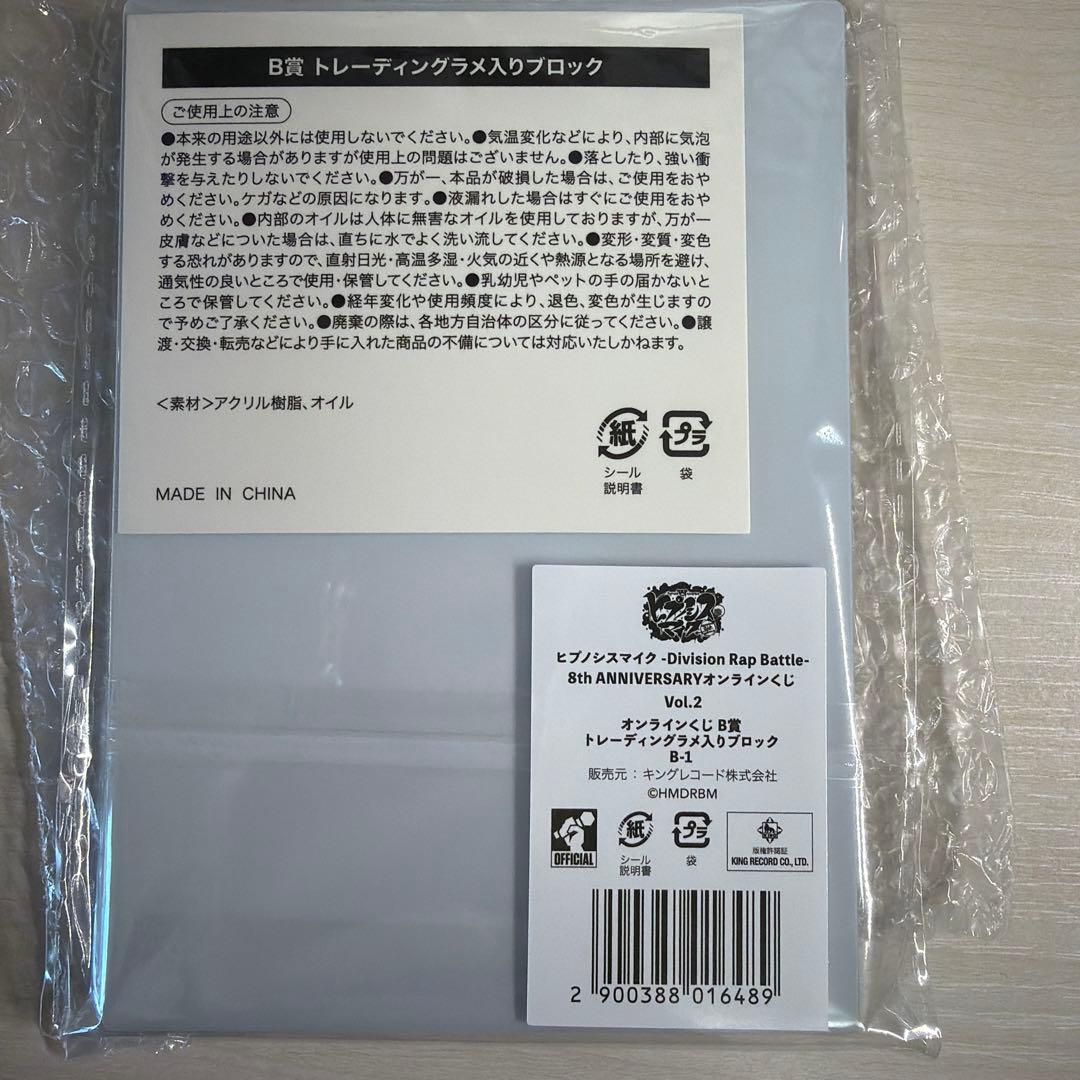 B賞 トレーディングラメ入りブロック
ご使用上の注意
●本来の用途以外には使用しないでください。●気温変化などにより、内部に気泡
が発生する場合がありますが使用上の問題はございません。●落としたり、強い衝
撃を与えたりしないでください。●万が一、本品が破損した場合は、ご使用をおや
めください。ケガなどの原因になります。●液漏れした場合はすぐにご使用をおや
めください。●内部のオイルは人体に無害なオイルを使用しておりますが、万が一
皮膚などについた場合は、直ちに水でよく洗い流してください。●変形・変質・変色
する恐れがありますので、直射日光・高温多湿・火気の近くや熱源となる場所を避け、
通気性の良いところで使用・保管してください。●乳幼児やペットの手の届かないと
ころで保管してください。●経年変化や使用頻度により、退色、変色が生じますの
で予めご了承ください。●廃棄の際は、各地方自治体の区分に従ってください。●譲
渡・交換・転売などにより手に入れた商品の不備については対応いたしかねます。
＜素材＞アクリル樹脂、オイル
紙 プラ
シール 袋
説明書
MADE IN CHINA
ヒプノシス
マイク
ヒプノシスマイク -Division Rap Battle-
8th ANNIVERSARYオンラインくじ
Vol.2
オンラインくじ B賞
トレーディングラメ入りブロック
B-1
販売元：キングレコード株式会社
©HMDRBM
OFFICIAL
紙 プラ
シール 袋
説明書
版権許諾証
KING RECORD CO., LTD.
2 900388 016489